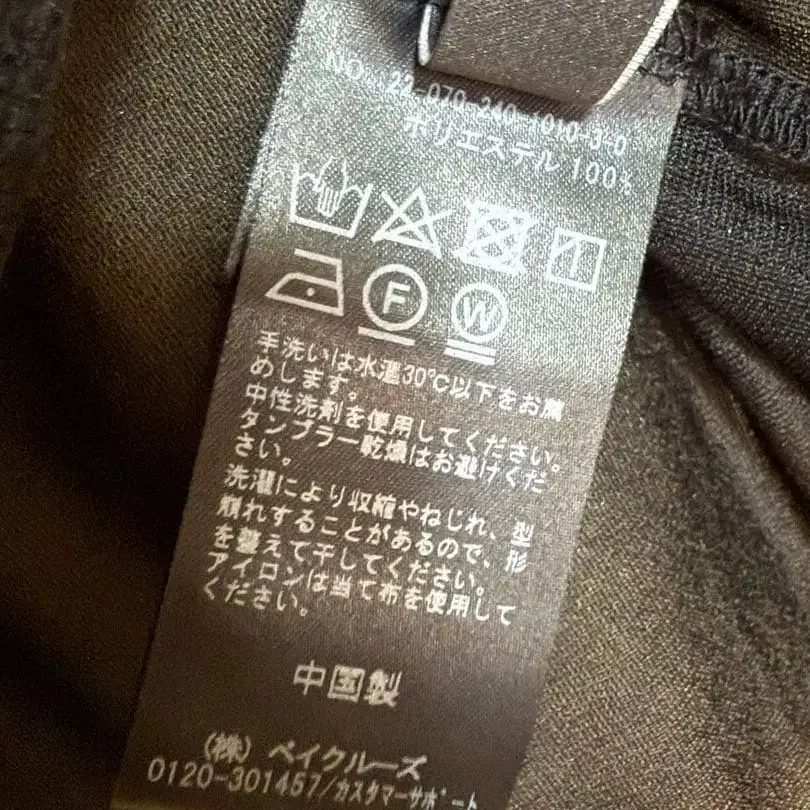 NO. 22-070-240-1010-3-0
ポリエステル 100%
F
W
手洗いは水温30℃以下をお薦
めします。
中性洗剤を使用してください。
タンブラー乾燥はお避けくだ
さい。
洗濯により収縮やねじれ、型
崩れすることがあるので、形
を整えて干してください。
アイロンは当て布を使用して
ください。
中国製
(株) ベイクルーズ
0120-301457/カスタマーサポート